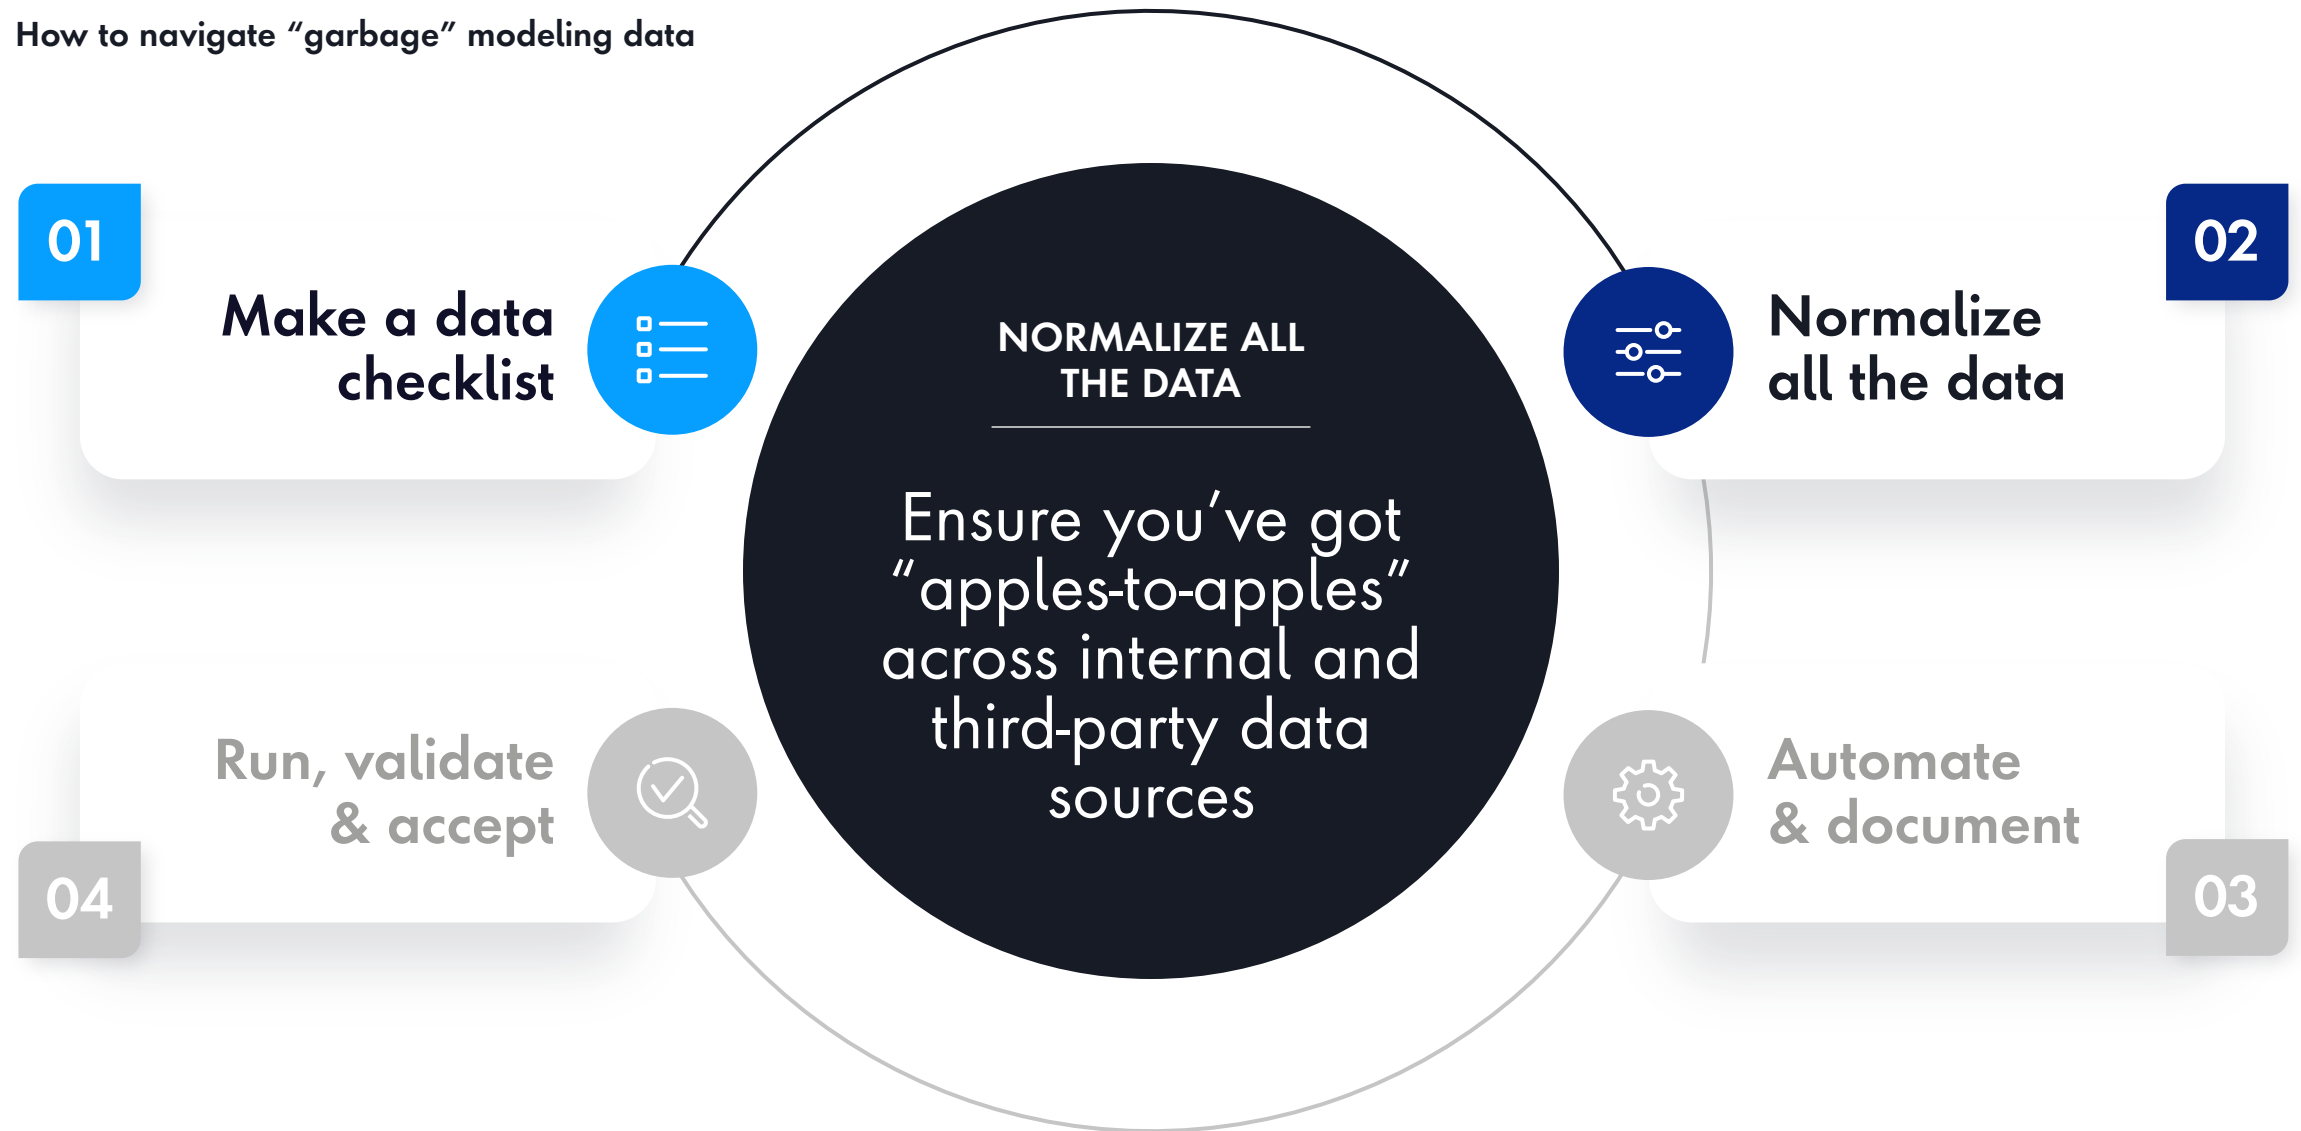 How to navigate “garbage” modeling data
01
Make a data
checklist
02
Normalize
all the data
NORMALIZE ALL
THE DATA
Ensure you’ve got
“apples-to-apples”
across internal and
third-party data
sources
Automate
& document
03
Run, validate
& accept
04